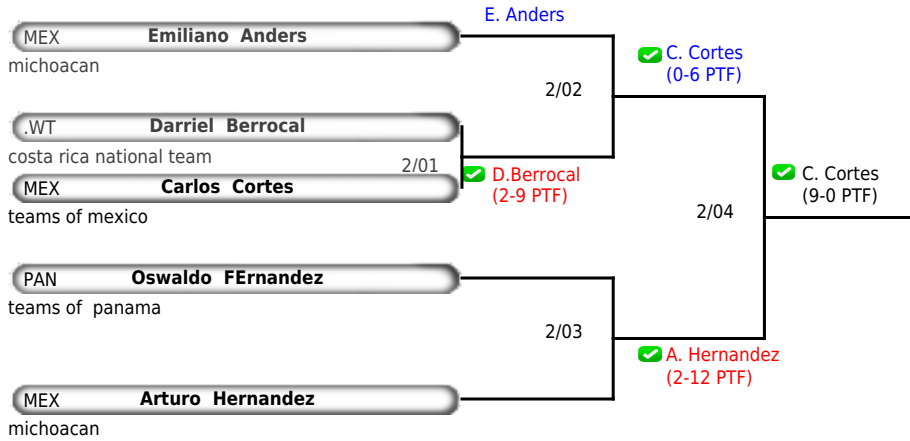 E. Anders
MEX Emiliano Anders
michoacan
C. Cortes
(0-6 PTF)
2/02
.WT Darriel Berrocal
costa rica national team
2/01
D.Berrocal
(2-9 PTF)
MEX Carlos Cortes
teams of mexico
C. Cortes
(9-0 PTF)
2/04
PAN Oswaldo FErnandez
teams of panama
2/03
A. Hernandez
(2-12 PTF)
MEX Arturo Hernandez
michoacan